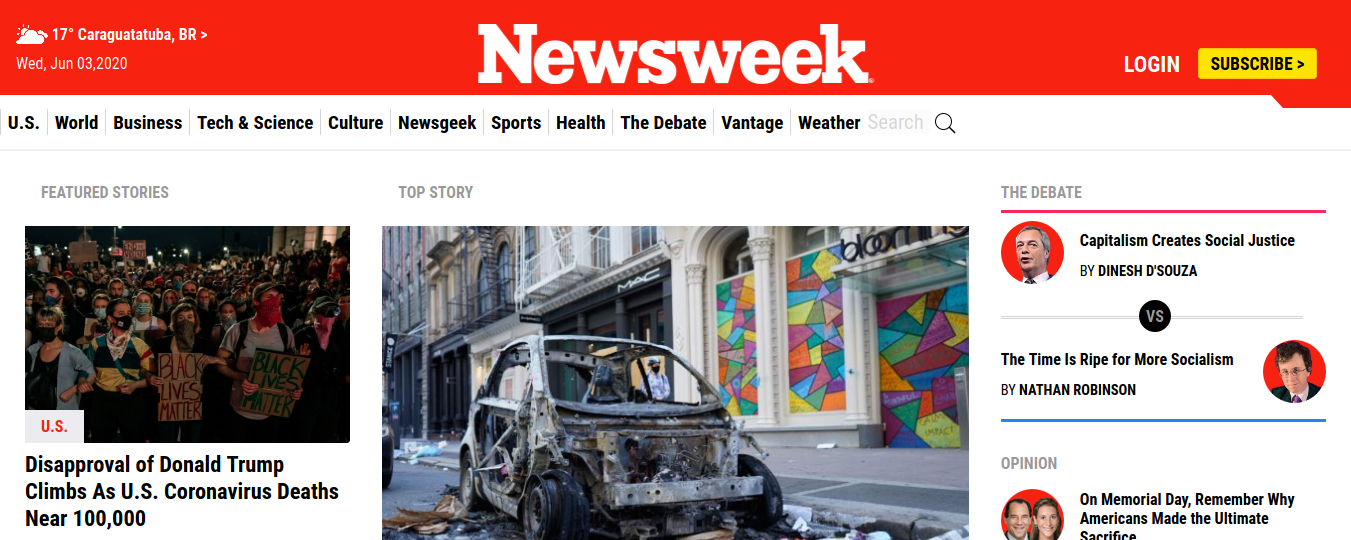 17° Caraguatatuba, BR >
Wed, Jun 03,2020
Newsweek
LOGIN
SUBSCRIBE >
U.S.
World
Business
Tech & Science
Culture
Newsgeek
Sports
Health
The Debate
Vantage
Weather
Search
FEATURED STORIES
BLACK
LIVES
MATTER
BLACK
LIVES
MATTER
U.S.
Disapproval of Donald Trump
Climbs As U.S. Coronavirus Deaths
Near 100,000
TOP STORY
MAC
THE DEBATE
Capitalism Creates Social Justice
BY DINESH D'SOUZA
VS
The Time Is Ripe for More Socialism
BY NATHAN ROBINSON
OPINION
On Memorial Day, Remember Why
Americans Made the Ultimate
Sacrifice